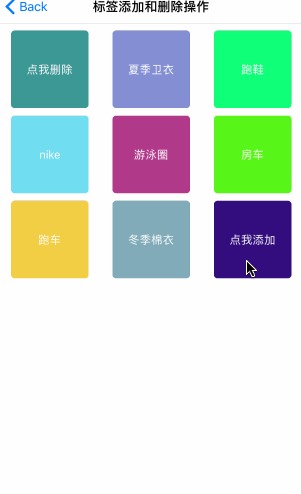 Back
标签添加和删除操作
点我删除
夏季卫衣
跑鞋
nike
游泳圈
房车
跑车
冬季棉衣
点我添加